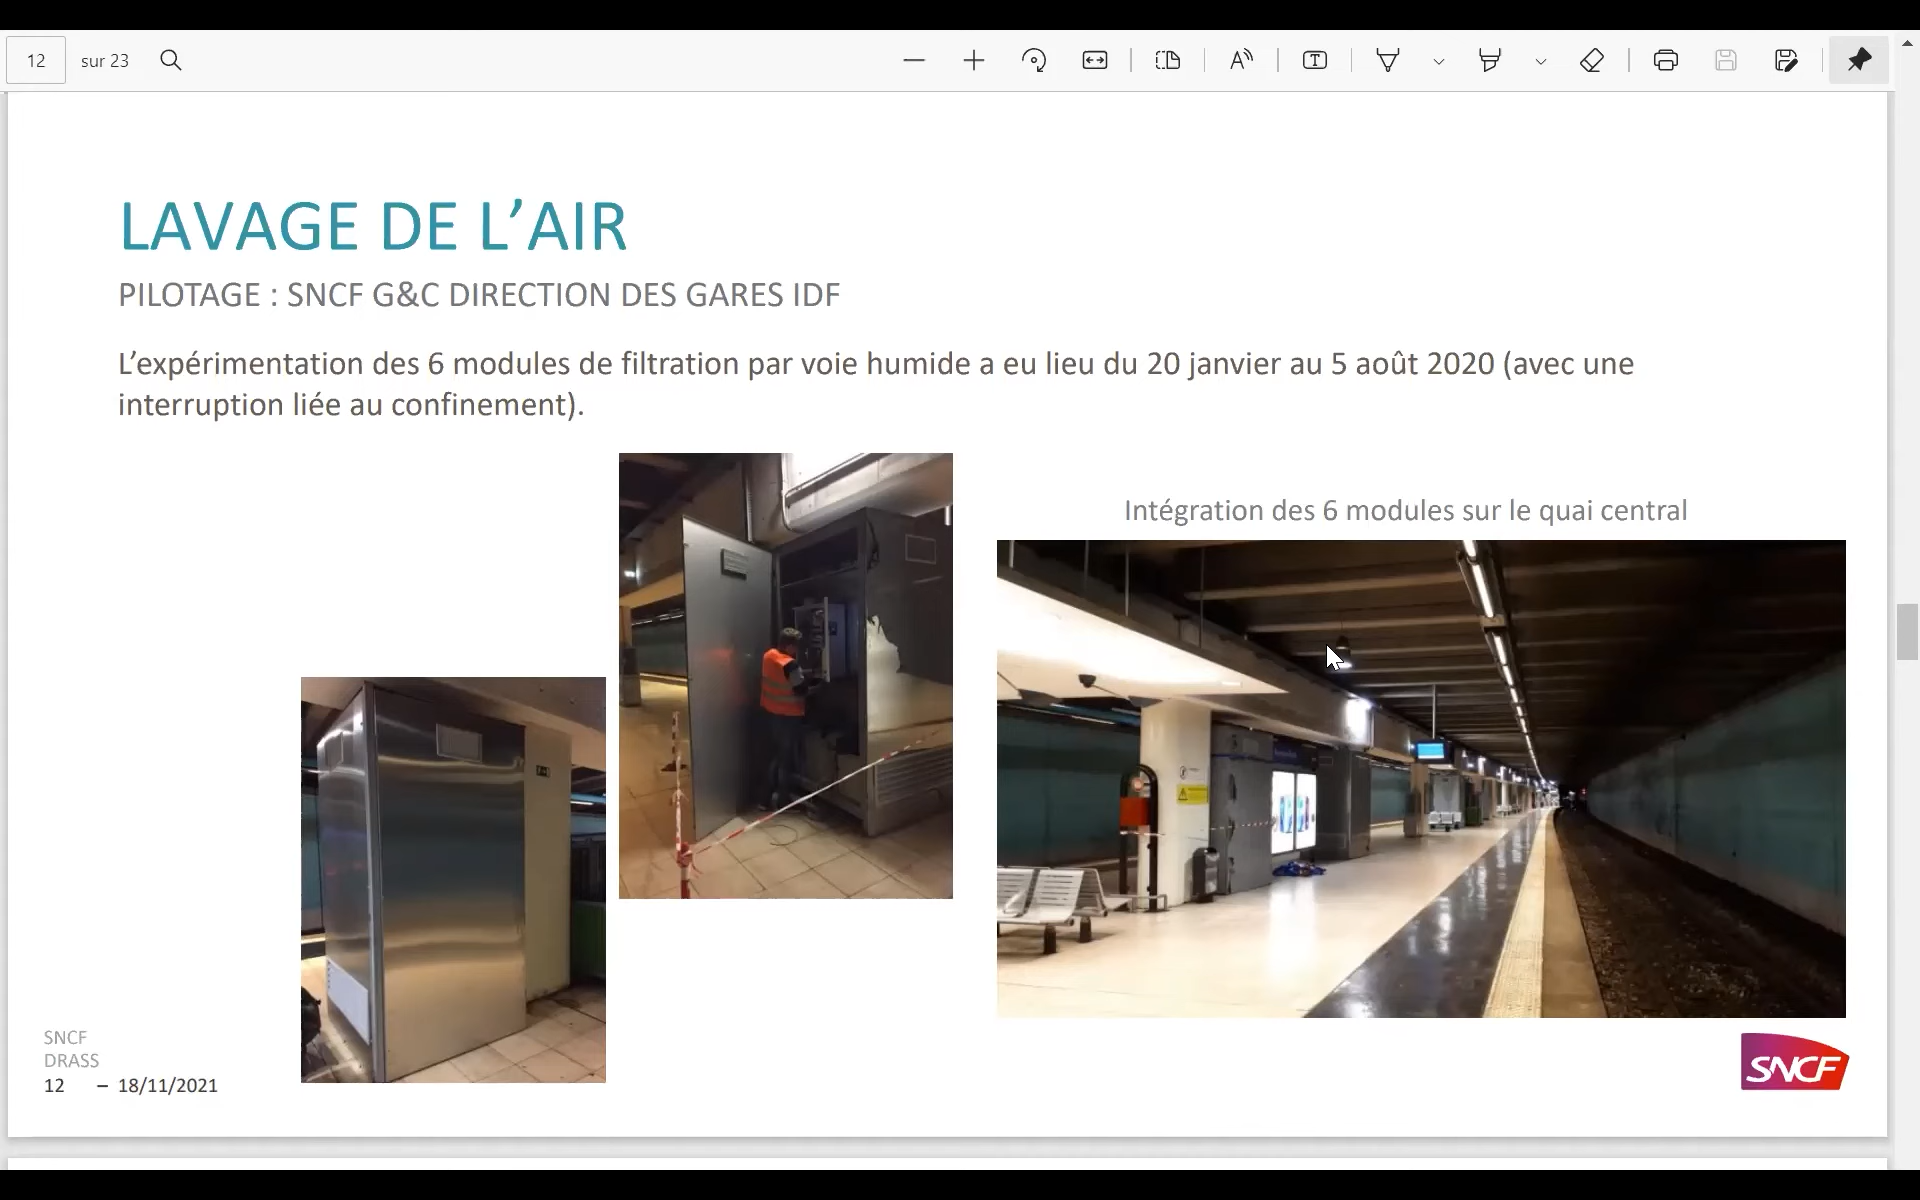 12 sur 23
LAVAGE DE L’AIR
PILOTAGE : SNCF G&C DIRECTION DES GARES IDF
L’expérimentation des 6 modules de filtration par voie humide a eu lieu du 20 janvier au 5 août 2020 (avec une
interruption liée au confinement).
Intégration des 6 modules sur le quai central
SNCF
DRASS
12 – 18/11/2021
SNCF